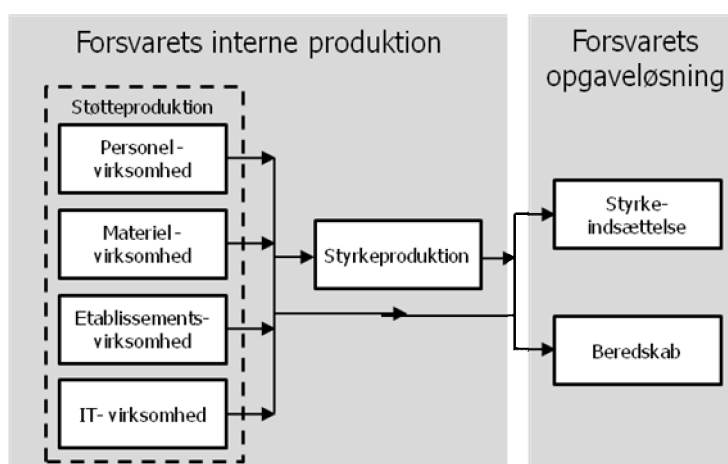 Forsvarets interne produktion
Støtteproduktion
Personel-
virksomhed
Materiel-
virksomhed
Etablissements-
virksomhed
IT- virksomhed
Styrkeproduktion
Forsvarets
opgaveløsning
Styrke-
indsættelse
Beredskab